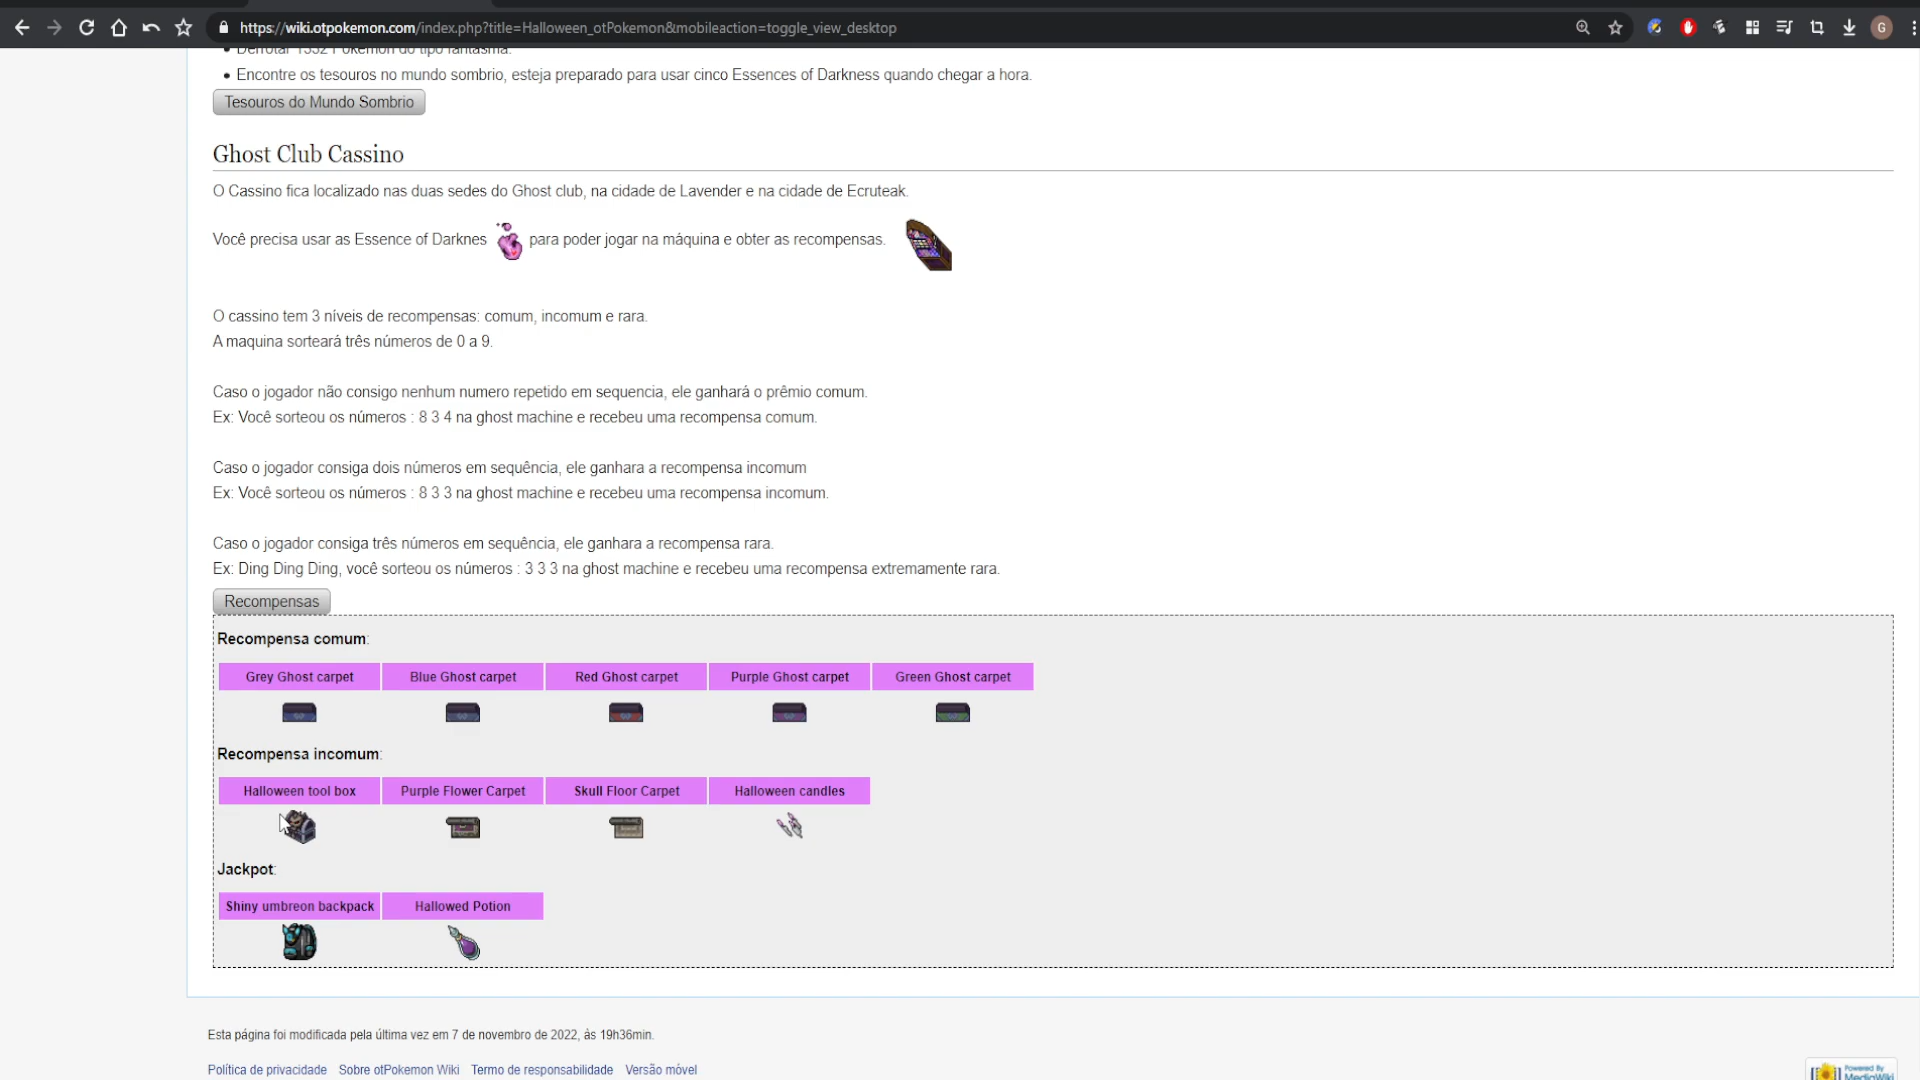 https://wiki.otpokemon.com/index.php?title=Halloween_otPokemon&mobileaction=toggle_view_desktop
G
Derrotar 1332 Pokémon do tipo fantasma.
Encontre os tesouros no mundo sombrio, esteja preparado para usar cinco Essences of Darkness quando chegar a hora.
Tesouros do Mundo Sombrio
Ghost Club Cassino
O Cassino fica localizado nas duas sedes do Ghost club, na cidade de Lavender e na cidade de Ecruteak.
Você precisa usar as Essence of Darknes para poder jogar na máquina e obter as recompensas.
O cassino tem 3 níveis de recompensas: comum, incomum e rara.
A maquina sorteará três números de 0 a 9.
Caso o jogador não consigo nenhum numero repetido em sequencia, ele ganhará o prêmio comum.
Ex: Você sorteou os números : 8 3 4 na ghost machine e recebeu uma recompensa comum.
Caso o jogador consiga dois números em sequência, ele ganhara a recompensa incomum
Ex: Você sorteou os números : 8 3 3 na ghost machine e recebeu uma recompensa incomum.
Caso o jogador consiga três números em sequência, ele ganhara a recompensa rara.
Ex: Ding Ding Ding, você sorteou os números : 3 3 3 na ghost machine e recebeu uma recompensa extremamente rara.
Recompensas
Recompensa comum:
Grey Ghost carpet Blue Ghost carpet Red Ghost carpet Purple Ghost carpet Green Ghost carpet
Recompensa incomum:
Halloween tool box Purple Flower Carpet Skull Floor Carpet Halloween candles
Jackpot:
Shiny umbreon backpack Hallowed Potion
Esta página foi modificada pela última vez em 7 de novembro de 2022, às 19h36min.
Política de privacidade Sobre otPokemon Wiki Termo de responsabilidade Versão móvel
Powered By
MediaWiki